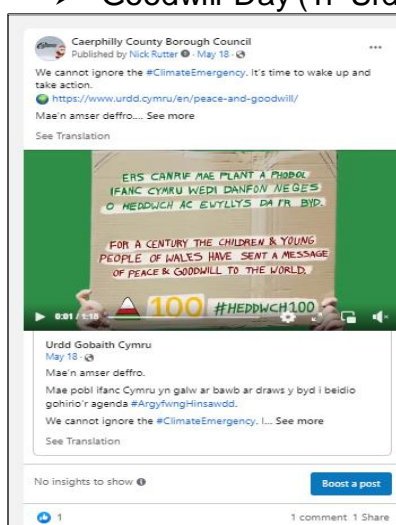 Goodwill Day (Yr Urdd
Caerphilly County Borough Council
Published by Nick Rutter · May 18 ·
We cannot ignore the #ClimateEmergency. It's time to wake up and
take action.
https://www.urdd.cymru/en/peace-and-goodwill/
Mae'n amser deffro.... See more
See Translation
ERS CANRIF MAE PLANT A PHOBOL
IFANC CYMRU WEDI DANFON NEGES
O HEDDWCH AC EWYLLYS DA I'R BYD.
FOR A CENTURY THE CHILDREN & YOUNG
PEOPLE OF WALES HAVE SENT A MESSAGE
OF PEACE & GOODWILL TO THE WORLD.
100 #HEDDWCH100
0:01 / 1:18
Urdd Gobaith Cymru
May 18 ·
Mae'n amser deffro.
Mae pobl ifanc Cymru yn galw ar bawb ar draws y byd i beidio
gohirio'r agenda #ArgyfwngHinsawdd.
We cannot ignore the #ClimateEmergency. I... See more
See Translation
No insights to show
Boost a post
1
1 comment 1 Share